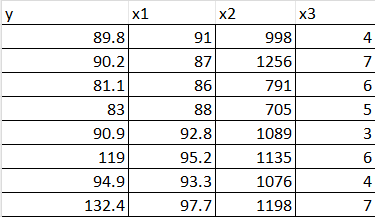 y x1 x2 x3
89.8 91 998 4
90.2 87 1256 7
81.1 86 791 6
83 88 705 5
90.9 92.8 1089 3
119 95.2 1135 6
94.9 93.3 1076 4
132.4 97.7 1198 7